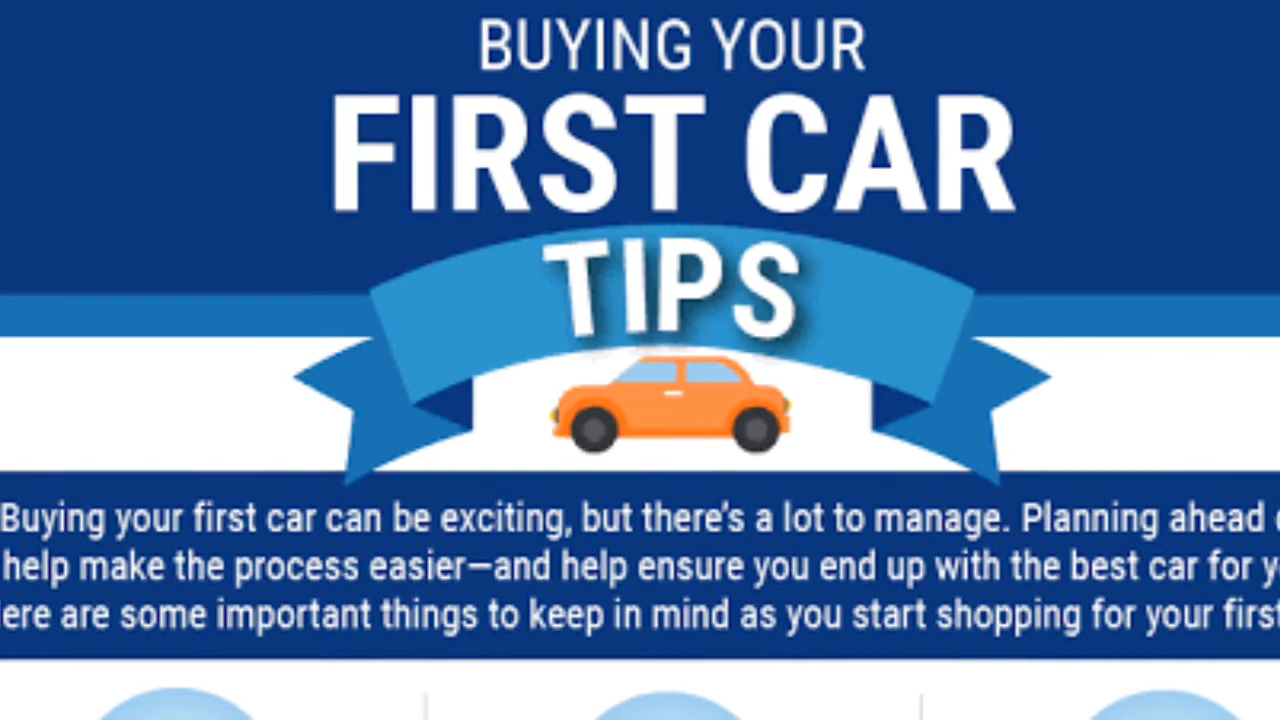 BUYING YOUR
FIRST CAR
TIPS
Buying your first car can be exciting, but there's a lot to manage. Planning ahead
help make the process easier—and help ensure you end up with the best car for
ere are some important things to keep in mind as you start shopping for your first